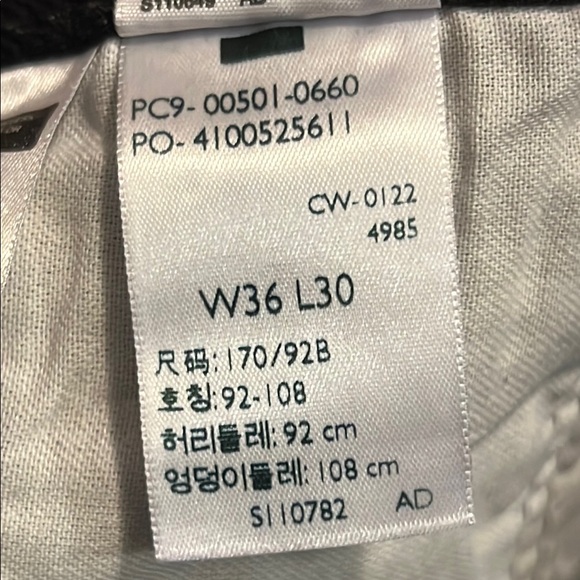 PC9- 00501-0660
PO- 4100525611
CW-0122
4985
W36 L30
尺码:170/92B
호칭:92-108
허리둘레: 92 cm
엉덩이둘레: 108 cm
S110782 AD